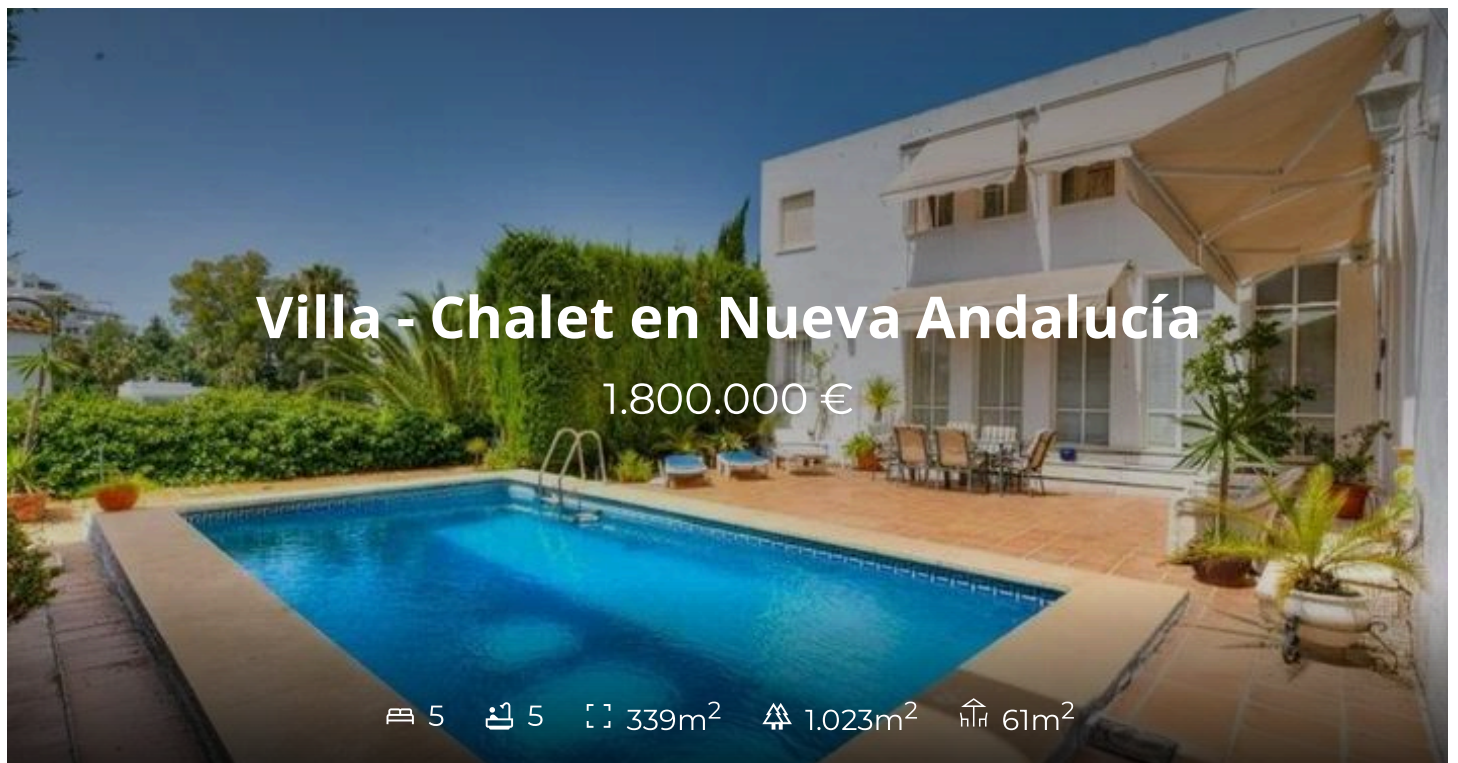 Villa - Chalet en Nueva Andalucía
1.800.000 €
5 5 339m² 1.023m² 61m²